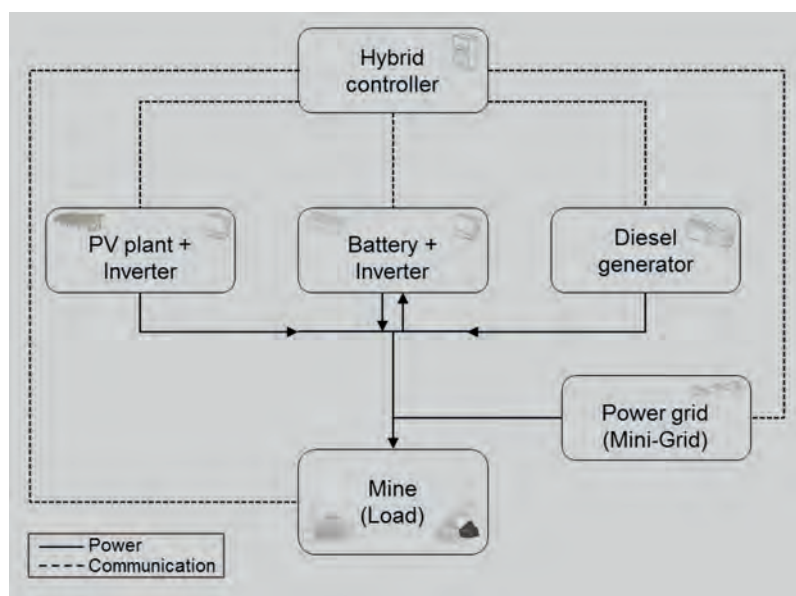 Hybrid
controller
PV plant +
Inverter
Battery +
Inverter
Diesel
generator
Power grid
(Mini-Grid)
Mine
(Load)
Power
Communication